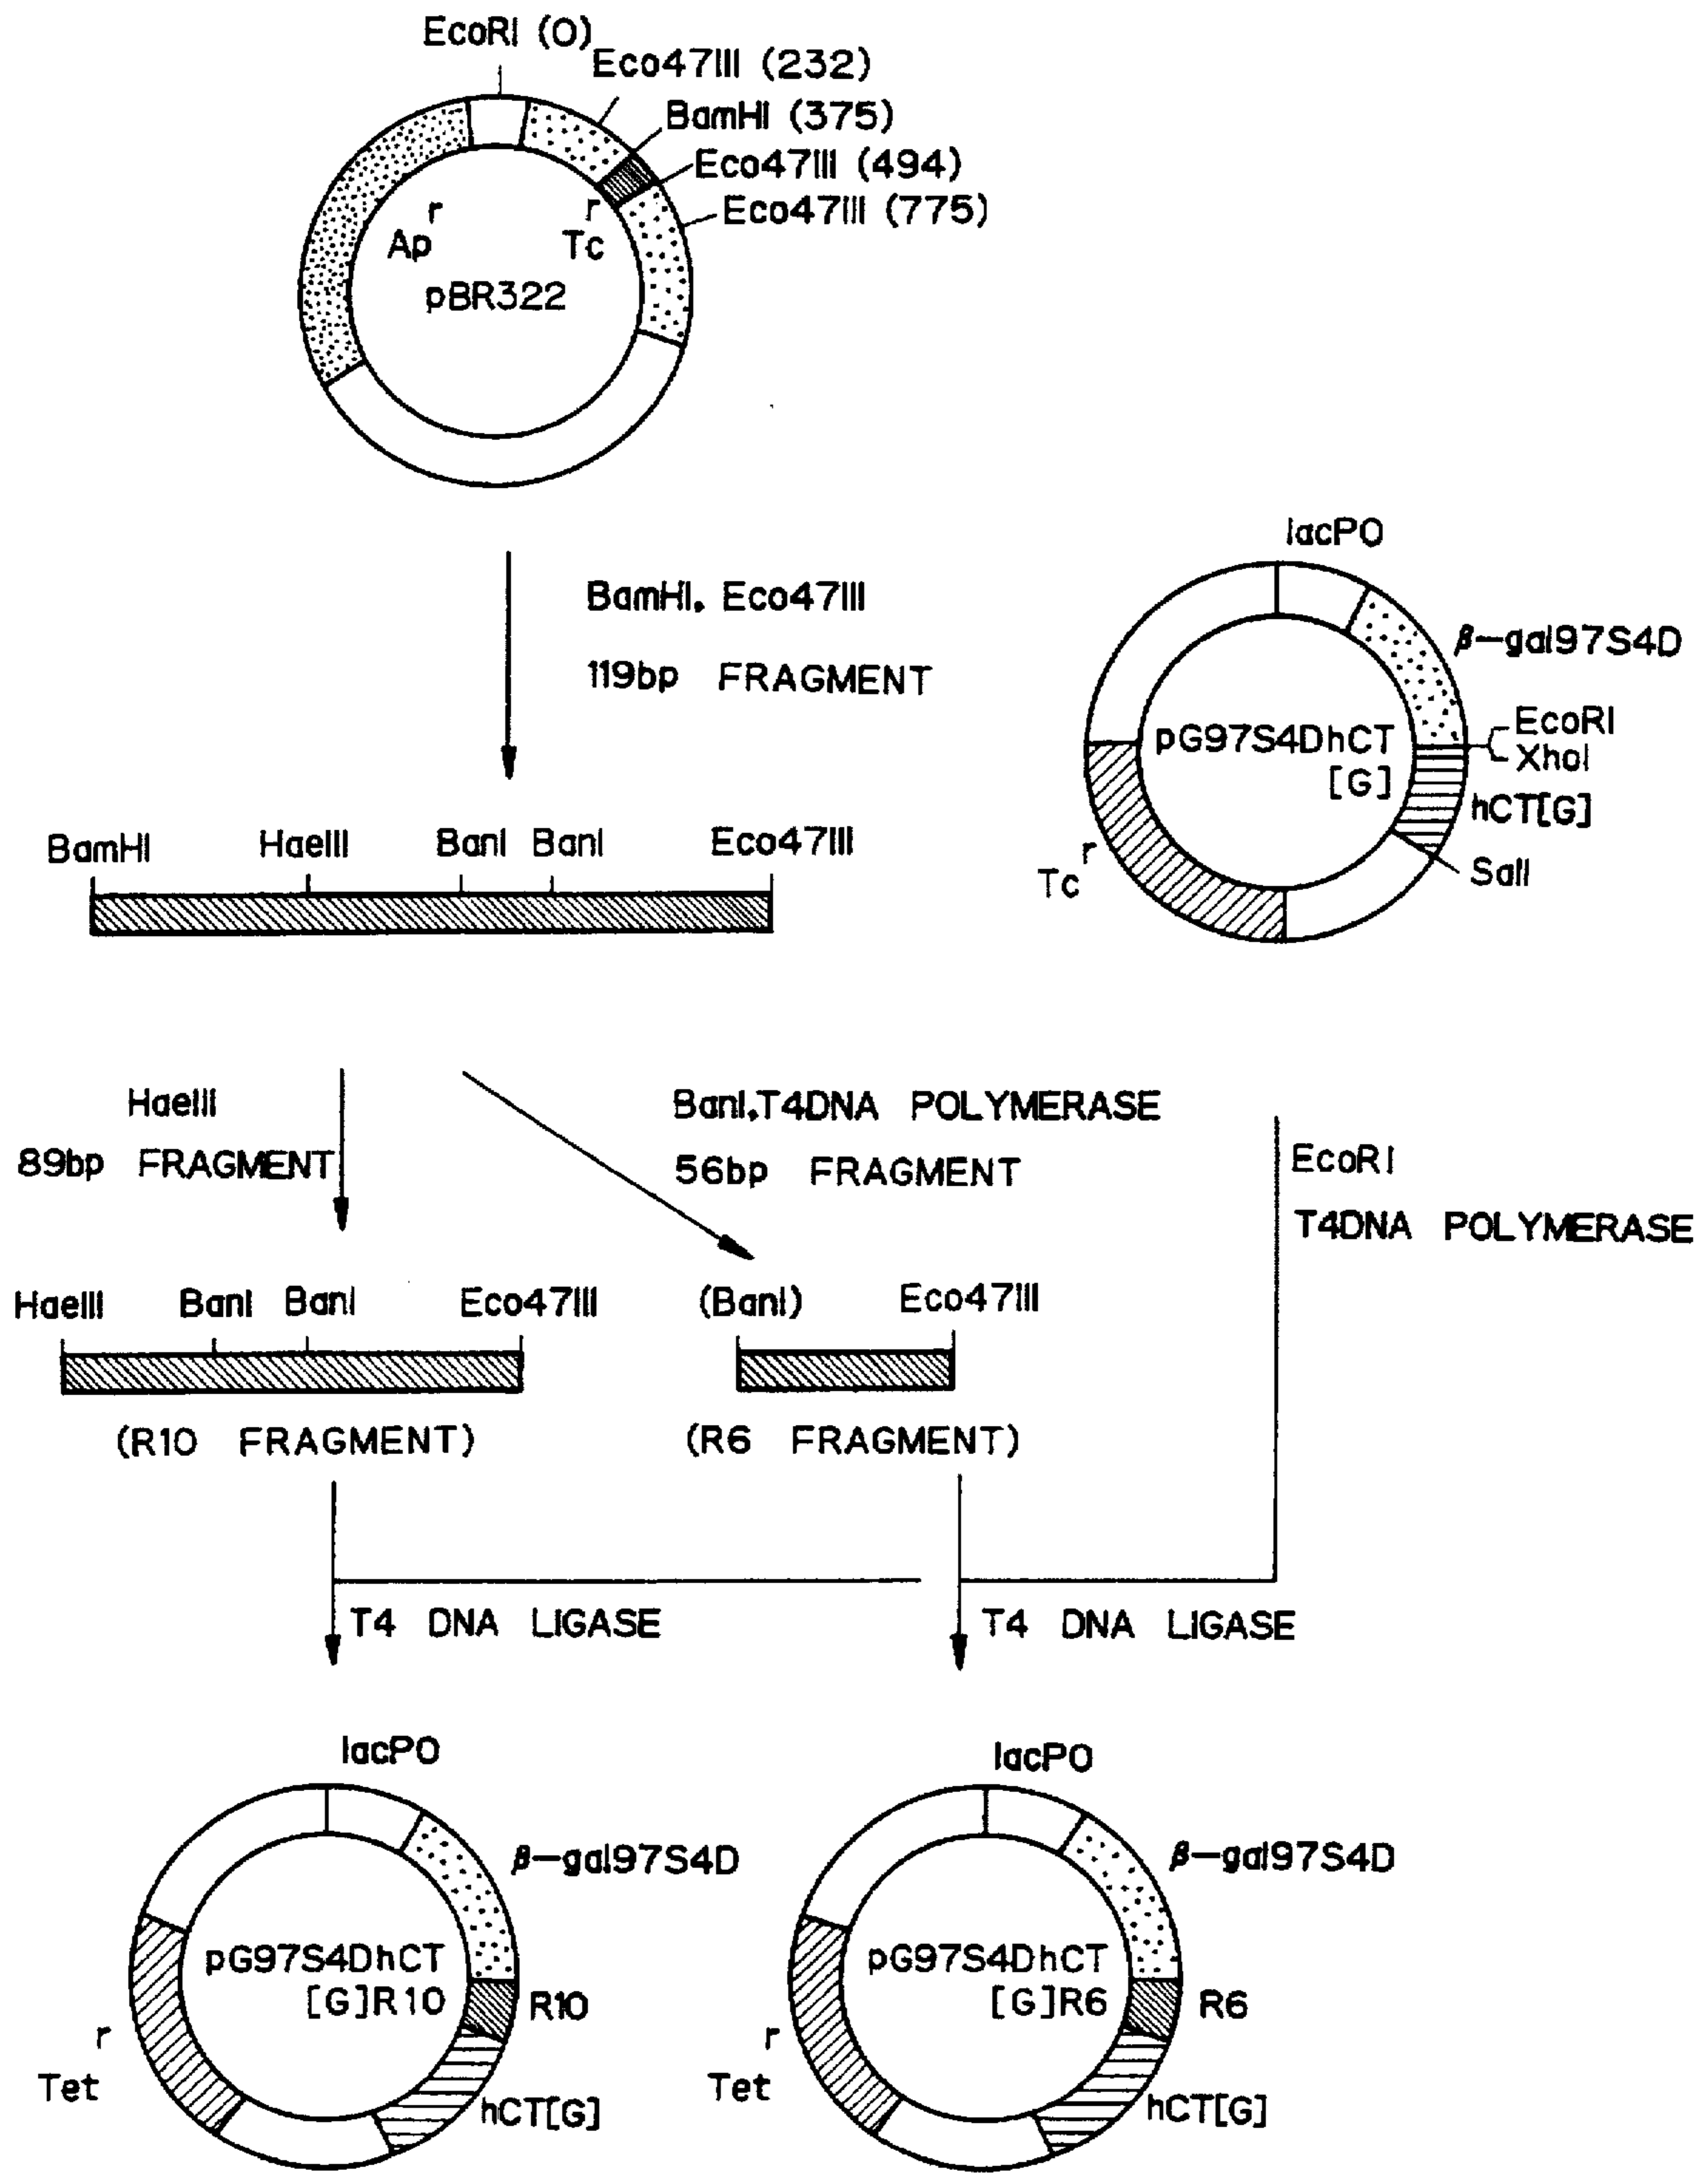 EcoRI (0)
Eco47III (232)
BamHI (375)
Eco47III (494)
Eco47III (775)
r
Ap
r
Tc
pBR322
BamHI, Eco47III
119bp FRAGMENT
lacPO
β-gal97S4D
EcoRI
XhoI
pG97S4DhCT
[G]
hCT[G]
SalI
r
Tc
BamHI
HaeIII
BanI
BanI
Eco47III
HaeIII
89bp FRAGMENT
BanI,T4DNA POLYMERASE
56bp FRAGMENT
EcoRI
T4DNA POLYMERASE
HaeIII
BanI
BanI
Eco47III
(BanI)
Eco47III
(R10 FRAGMENT)
(R6 FRAGMENT)
T4 DNA LIGASE
T4 DNA LIGASE
lacPO
β-gal97S4D
pG97S4DhCT
[G]R10
R10
r
Tet
hCT[G]
lacPO
β-gal97S4D
pG97S4DhCT
[G]R6
R6
r
Tet
hCT[G]